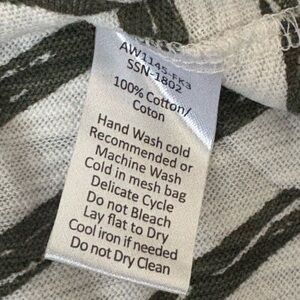 AW1145-FK3
SSN-1802
100% Cotton/
Coton
Hand Wash cold
Recommended or
Machine Wash
Cold in mesh bag
Delicate Cycle
Do not Bleach
Lay flat to Dry
Cool iron if needed
Do not Dry Clean